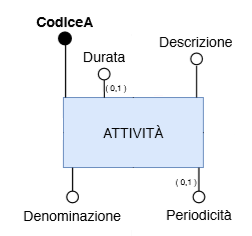 CodiceA
Descrizione
Durata
( 0,1 )
ATTIVITÀ
( 0,1 )
Denominazione
Periodicità